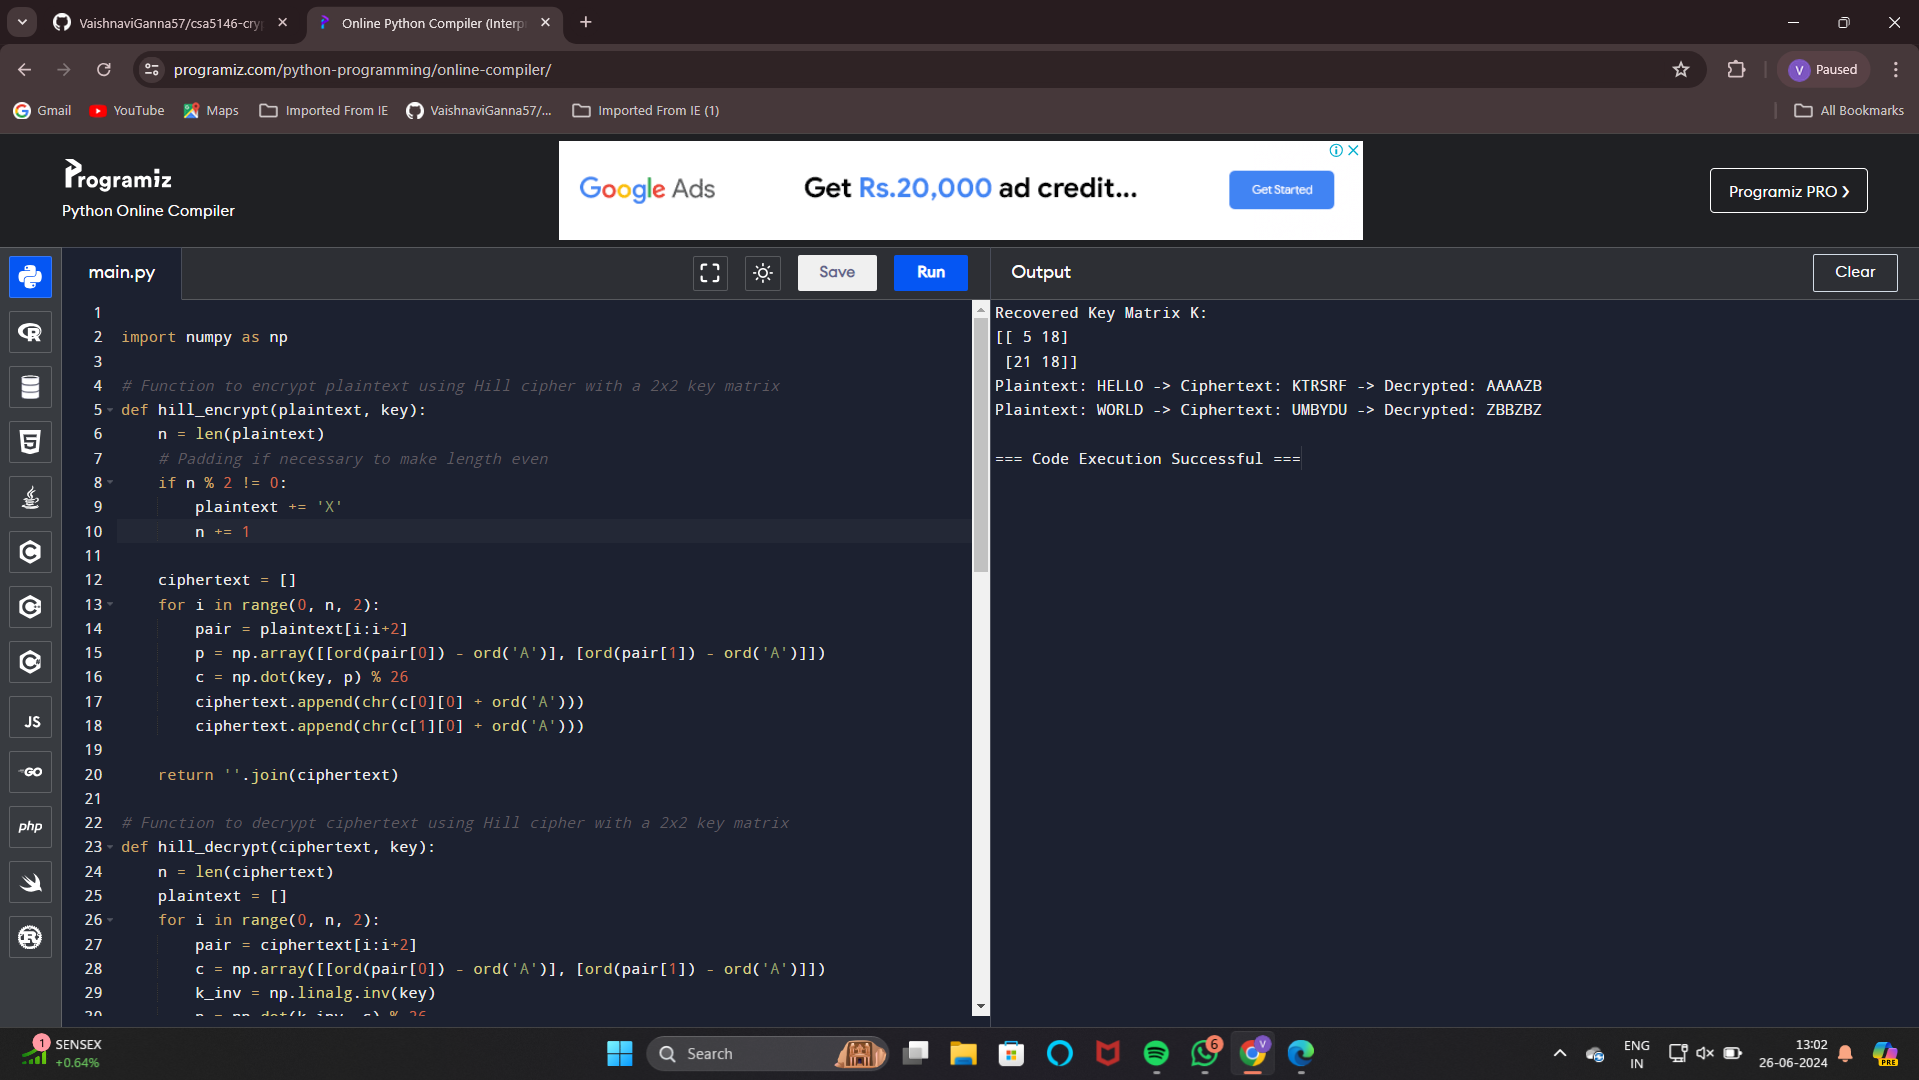 VaishnaviGanna57/csa5146-cry
Online Python Compiler (Interp
programiz.com/python-programming/online-compiler/
V Paused
Gmail YouTube Maps Imported From IE VaishnaviGanna57/... Imported From IE (1) All Bookmarks
Programiz
Python Online Compiler
Google Ads Get Rs.20,000 ad credit... Get Started
Programiz PRO ❯
main.py Save Run Output Clear
1
2 import numpy as np
3
4 # Function to encrypt plaintext using Hill cipher with a 2x2 key matrix
5 def hill_encrypt(plaintext, key):
6     n = len(plaintext)
7     # Padding if necessary to make length even
8     if n % 2 != 0:
9         plaintext += 'X'
10         n += 1
11
12     ciphertext = []
13     for i in range(0, n, 2):
14         pair = plaintext[i:i+2]
15         p = np.array([[ord(pair[0]) - ord('A')], [ord(pair[1]) - ord('A')]])
16         c = np.dot(key, p) % 26
17         ciphertext.append(chr(c[0][0] + ord('A')))
18         ciphertext.append(chr(c[1][0] + ord('A')))
19
20     return ''.join(ciphertext)
21
22 # Function to decrypt ciphertext using Hill cipher with a 2x2 key matrix
23 def hill_decrypt(ciphertext, key):
24     n = len(ciphertext)
25     plaintext = []
26     for i in range(0, n, 2):
27         pair = ciphertext[i:i+2]
28         c = np.array([[ord(pair[0]) - ord('A')], [ord(pair[1]) - ord('A')]])
29         k_inv = np.linalg.inv(key)
30         p = np.dot(k_inv, c) % 26
Recovered Key Matrix K:
[[ 5 18]
 [21 18]]
Plaintext: HELLO -> Ciphertext: KTRSRF -> Decrypted: AAAAZB
Plaintext: WORLD -> Ciphertext: UMBYDU -> Decrypted: ZBBZBZ
=== Code Execution Successful ===
JS
GO
php
1 SENSEX
+0.64%
Search
6
V
ENG
IN
13:02
26-06-2024
PRE